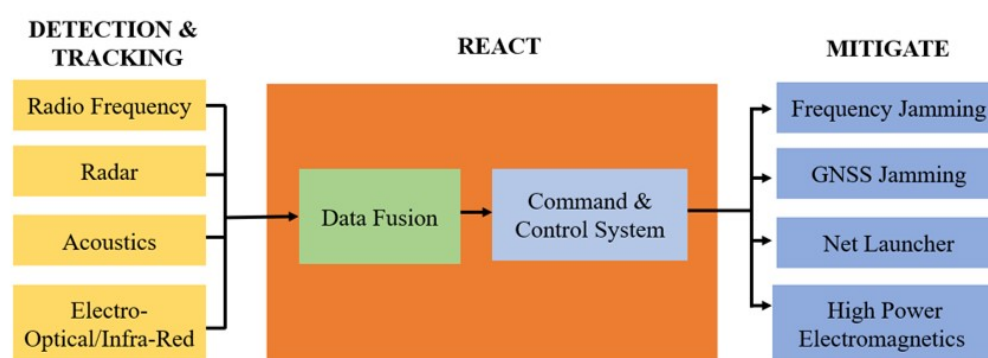 DETECTION &
TRACKING
Radio Frequency
Radar
Acoustics
Electro-
Optical/Infra-Red
REACT
Data Fusion
Command &
Control System
MITIGATE
Frequency Jamming
GNSS Jamming
Net Launcher
High Power
Electromagnetics